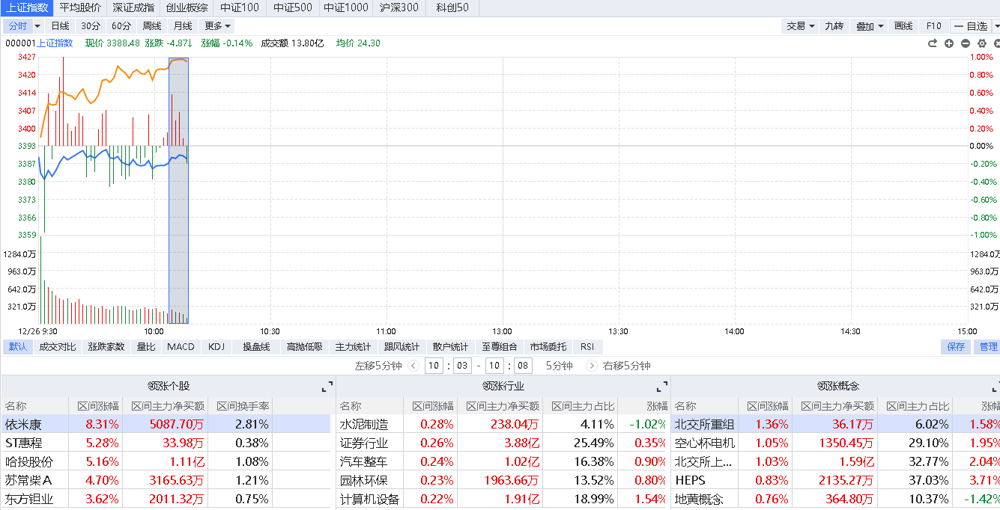 上证指数 平均股价 深证成指 创业板综 中证100 中证500 中证1000 沪深300 科创50
分时 日线 30分 60分 周线 月线 更多 交易 九转 叠加 画线 F10 一自选
000001上证指数 现价 3388.48 涨跌 -4.87↓ 涨幅 -0.14% 成交额 13.80亿 均价 24.30
3427 1.00%
3420 0.80%
3414 0.60%
3407 0.40%
3400 0.20%
3393 0.00%
3387 -0.20%
3380 -0.40%
3373 -0.60%
3366 -0.80%
3359 -1.00%
1284.0万 1284.0万
963.0万 963.0万
642.0万 642.0万
321.0万 321.0万
12/26 9:30 10:00 10:30 11:00 13:00 13:30 14:00 14:30 15:00
默认 成交对比 涨跌家数 量比 MACD KDJ 操盘线 高抛低吸 主力统计 跟风统计 散户统计 至尊组合 市场委托 RSI 保存 管理
左移5分钟 10 : 03 - 10 : 08 5分钟 右移5分钟
领涨个股 领涨行业 领涨概念
名称 区间涨幅 区间主力净买额 区间换手率 名称 区间涨幅 区间主力净买额 区间主力占比 涨幅 名称 区间涨幅 区间主力净买额 区间主力占比 涨幅
依米康 8.31% 5087.70万 2.81% 水泥制造 0.28% 238.04万 4.11% -1.02% 北交所重组 1.36% 36.17万 6.02% 1.58%
ST惠程 5.28% 33.98万 0.38% 证券行业 0.26% 3.88亿 25.49% 0.35% 空心杯电机 1.05% 1350.45万 29.10% 1.95%
哈投股份 5.16% 1.11亿 1.08% 汽车整车 0.24% 1.02亿 16.38% 0.90% 北交所上... 1.03% 1.59亿 32.77% 2.04%
苏常柴A 4.70% 3165.63万 1.21% 园林环保 0.23% 1963.66万 13.52% 0.80% HEPS 0.83% 2135.27万 37.03% 3.71%
东方钽业 3.62% 2011.32万 0.75% 计算机设备 0.22% 1.91亿 18.99% 1.54% 地黄概念 0.76% 364.80万 10.37% -1.42%